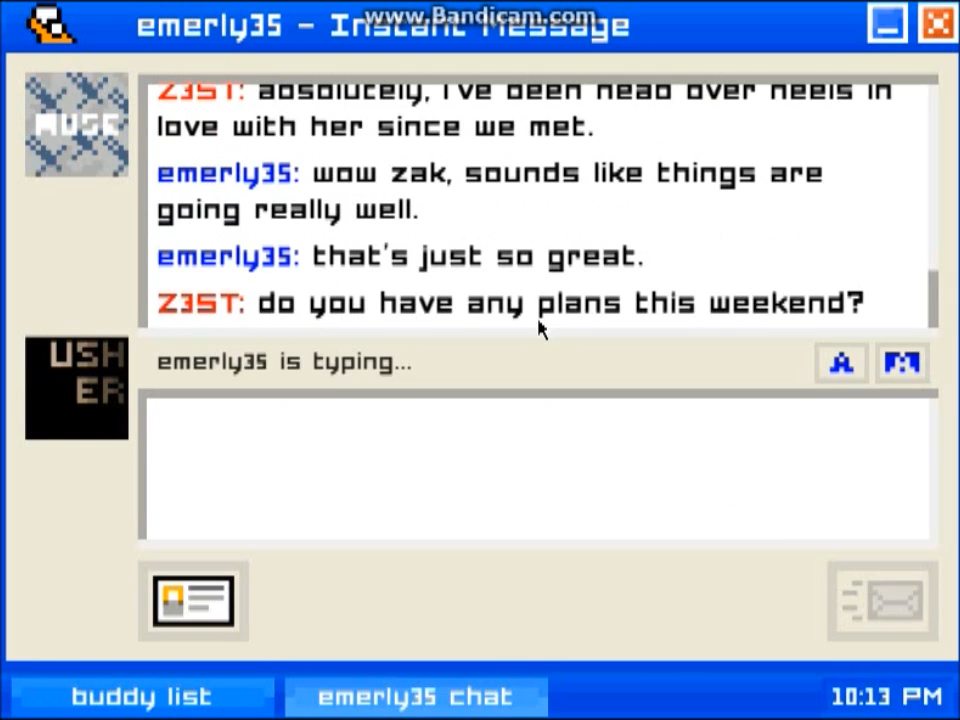 www.Bandicam.com
emerly35 - Instant Message
Z3ST: absolutely, i've been head over heels in
love with her since we met.
MUSE
emerly35: wow zak, sounds like things are
going really well.
emerly35: that's just so great.
Z3ST: do you have any plans this weekend?
USH
ER
emerly35 is typing...
A
buddy list
emerly35 chat
10:13 PM